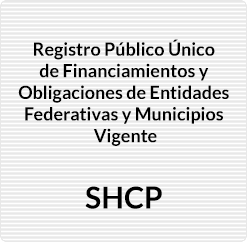 Registro Público Único
de Financiamientos y
Obligaciones de Entidades
Federativas y Municipios
Vigente
SHCP